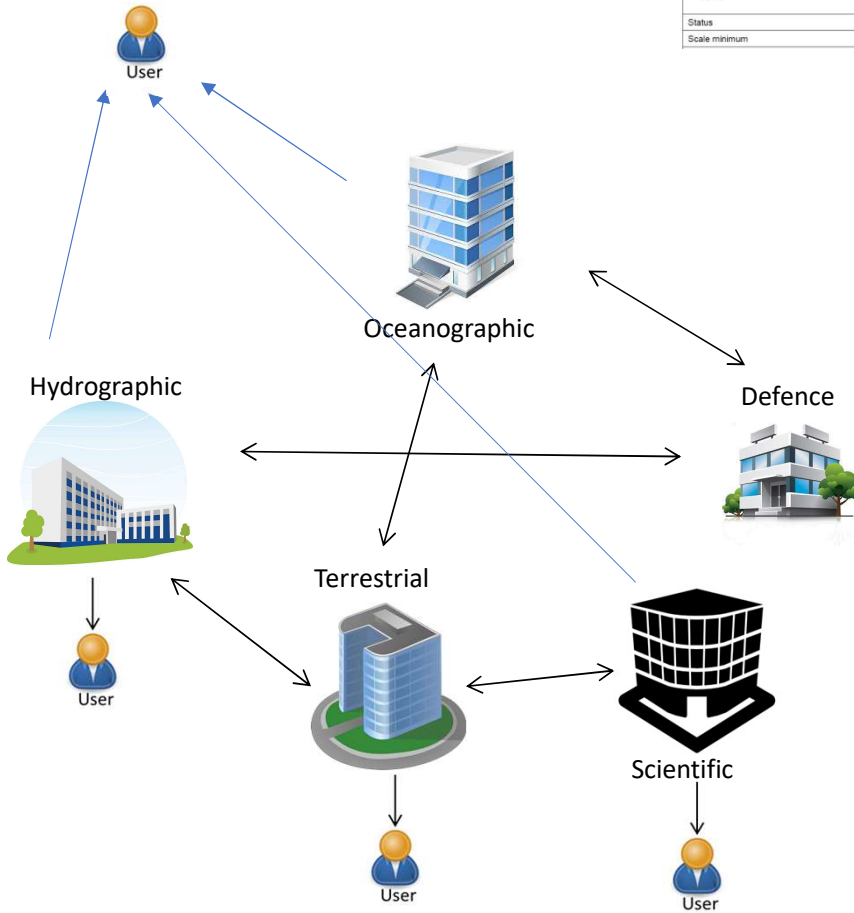 Status
Scale minimum
User
Oceanographic
Hydrographic
Defence
Terrestrial
User
Scientific
User
User